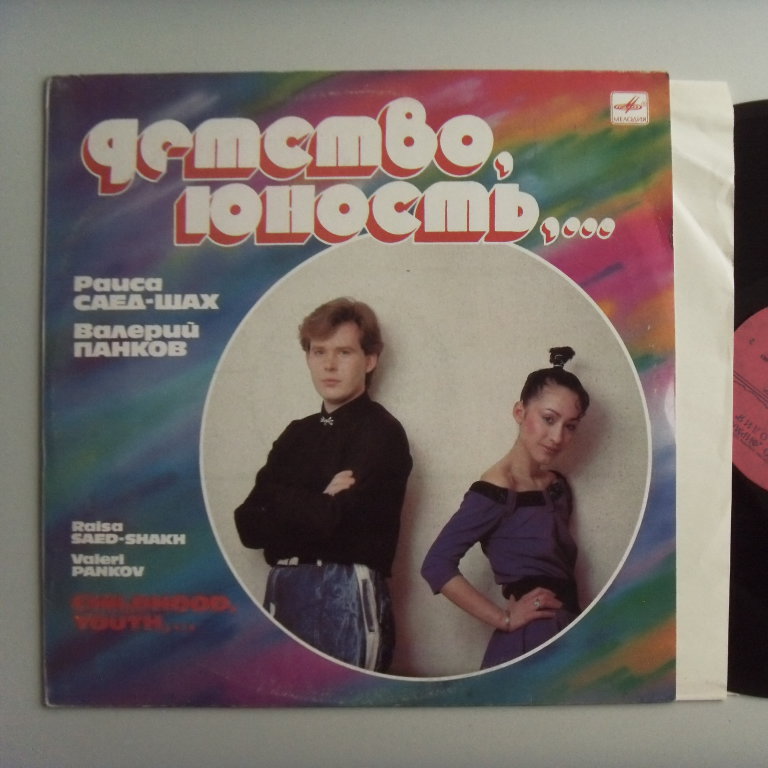 детство,
юность,...
МЕЛОДИЯ
Раиса
САЕД-ШАХ
Валерий
ПАНКОВ
Raisa
SAED-SHAKH
Valeri
PANKOV
CHILDHOOD,
YOUTH,...